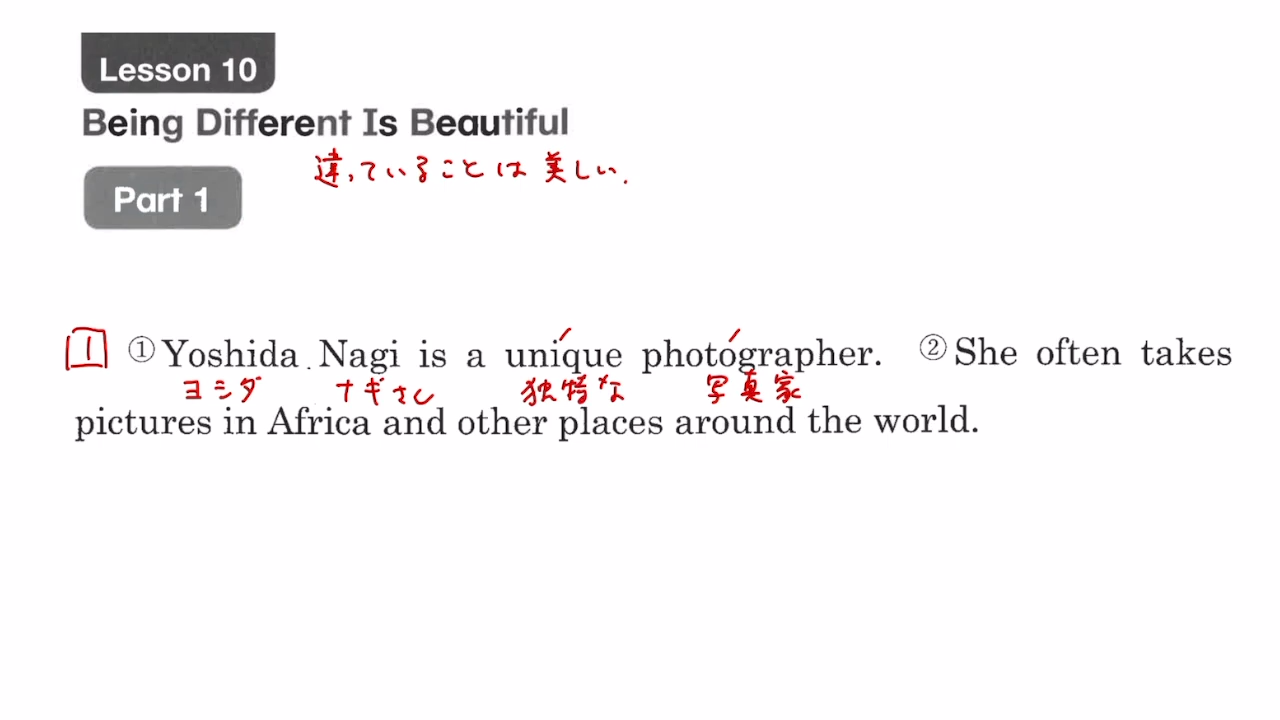 Lesson 10
Being Different Is Beautiful
違っていることは美しい.
Part 1
1 ①Yoshida Nagi is a unique photographer. ②She often takes
ヨシダ ナギさん 独特な 写真家
pictures in Africa and other places around the world.